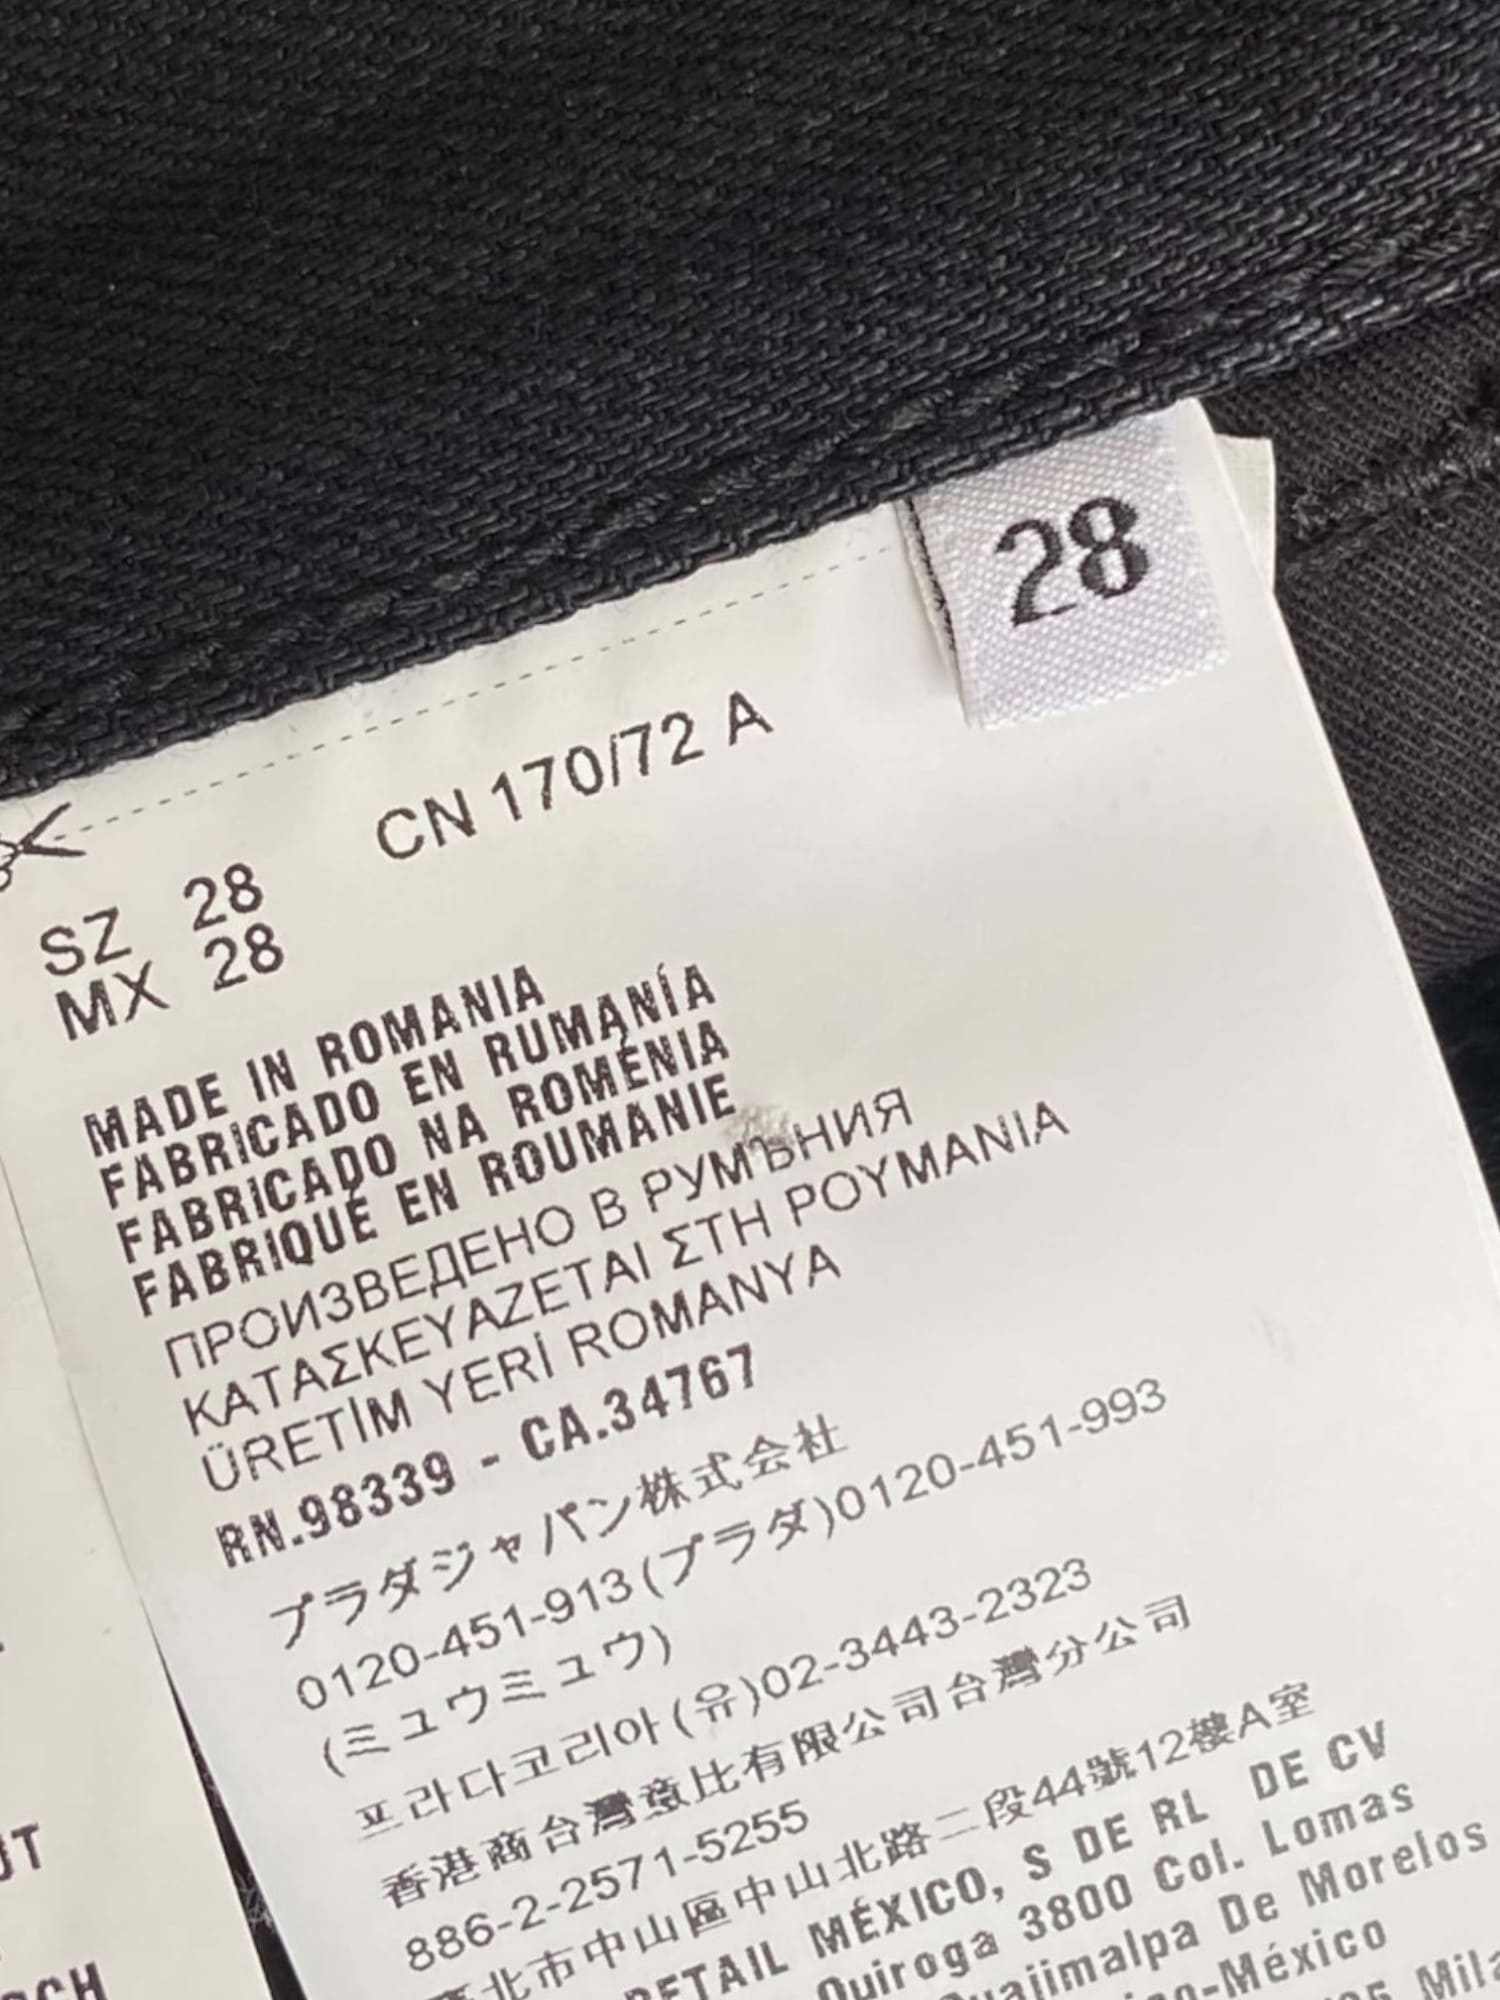 28
CN 170/72 A
SZ 28
MX 28
MADE IN ROMANIA
FABRICADO EN RUMANÍA
FABRICADO NA ROMÉNIA
FABRIQUÉ EN ROUMANIE
ПРОИЗВЕДЕНО В РУМЪНИЯ
ΚΑΤΑΣΚΕΥΑΖΕΤΑΙ ΣΤΗ ΡΟΥΜΑΝΙΑ
ÜRETİM YERİ ROMANYA
RN.98339 - CA.34767
プラダジャパン株式会社
0120-451-913(プラダ)0120-451-993
(ミュウミュウ)
프라다코리아(유)02-3443-2323
香港商台灣意比有限公司台灣分公司
886-2-2571-5255
北市中山區中山北路二段44號12樓A室
RETAIL MÉXICO, S DE RL DE CV
Quiroga 3800 Col. Lomas
De Morelos
México